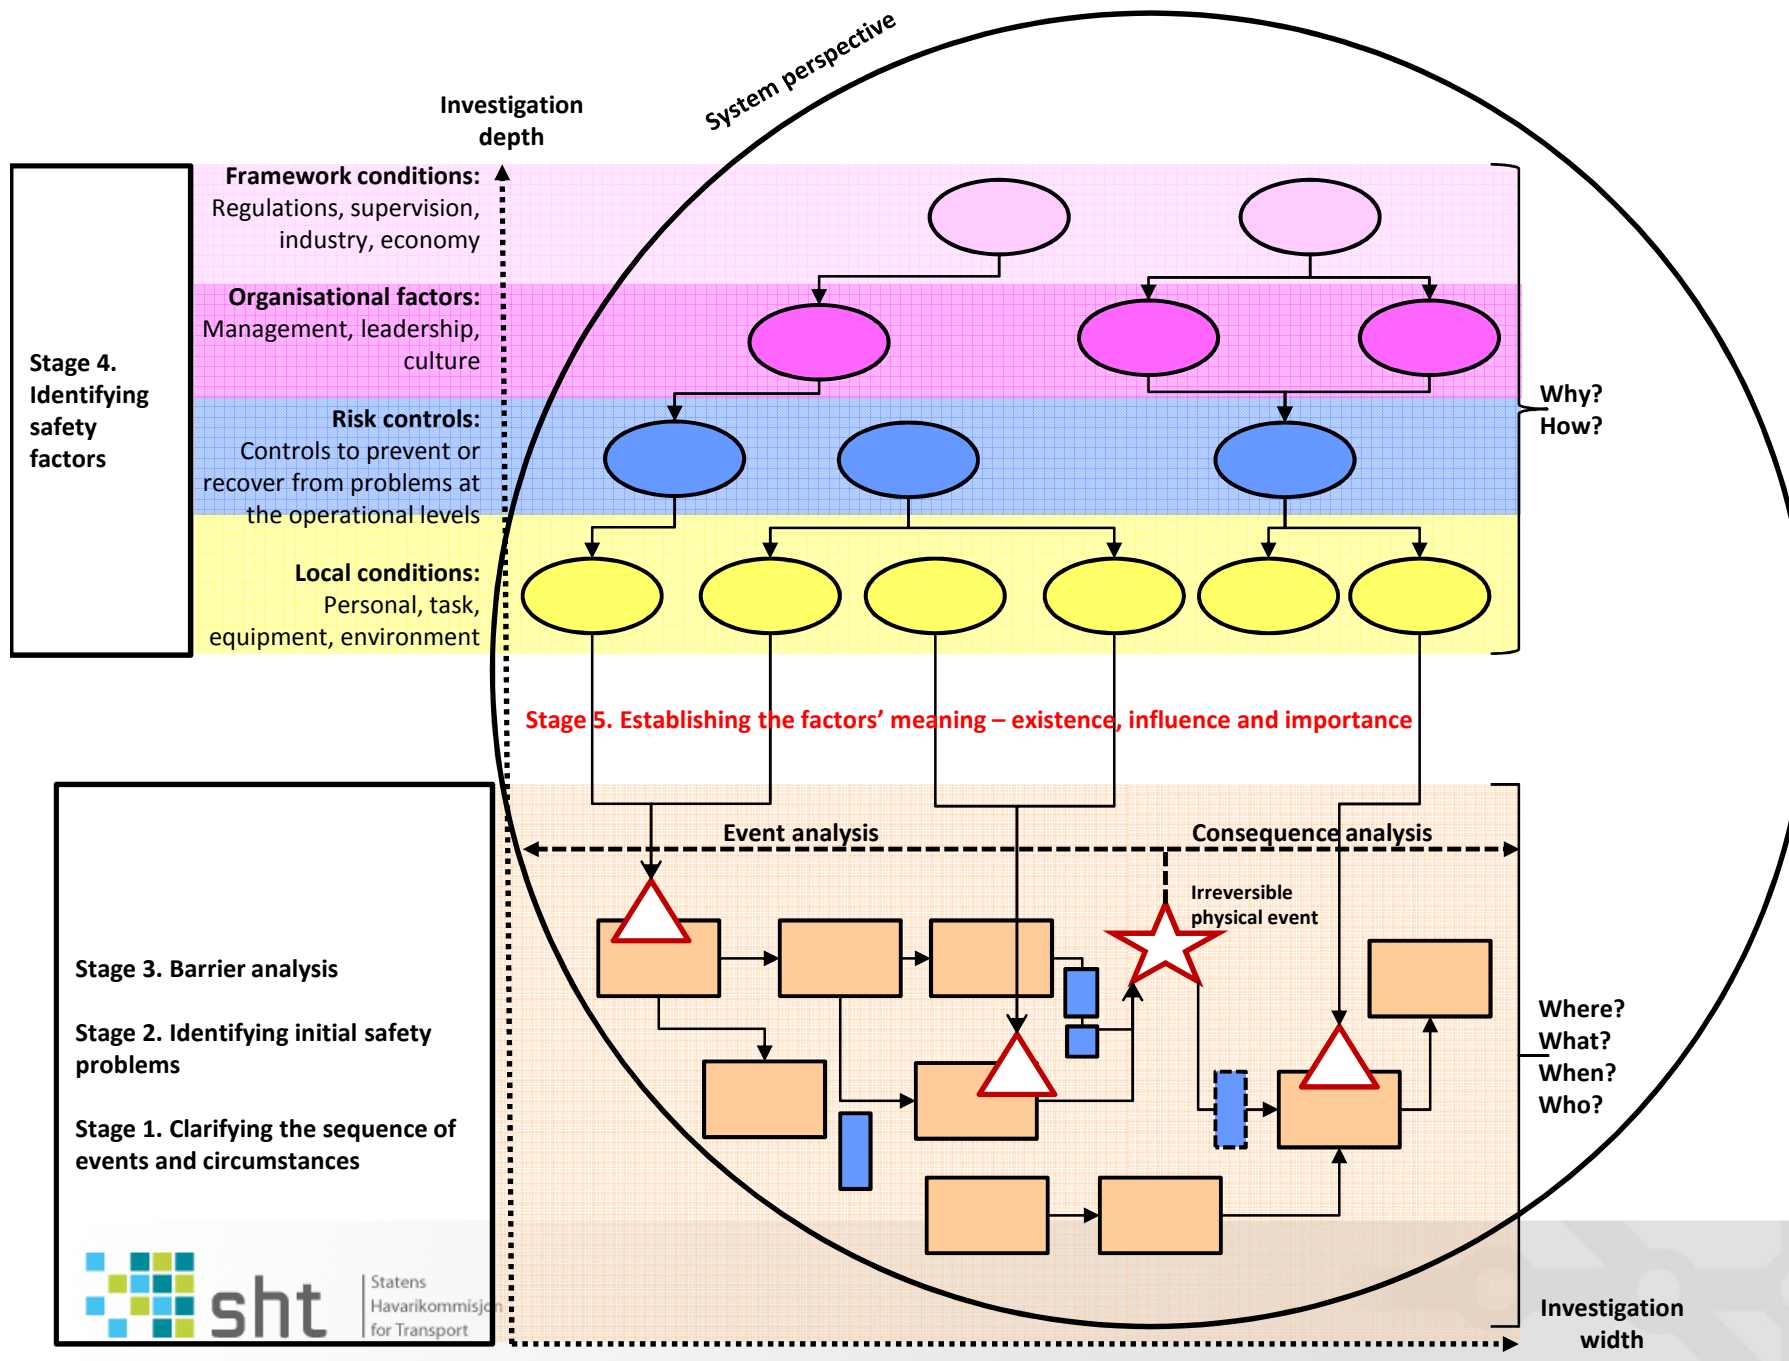 System perspective
Investigation
depth
Framework conditions:
Regulations, supervision,
industry, economy
Organisational factors:
Management, leadership,
culture
Stage 4.
Identifying
safety
factors
Risk controls:
Controls to prevent or
recover from problems at
the operational levels
Why?
How?
Local conditions:
Personal, task,
equipment, environment
Stage 5. Establishing the factors’ meaning – existence, influence and importance
Event analysis
Consequence analysis
Irreversible
physical event
Stage 3. Barrier analysis
Stage 2. Identifying initial safety
problems
Stage 1. Clarifying the sequence of
events and circumstances
Where?
What?
When?
Who?
sht
Statens
Havarikommisjon
for Transport
Investigation
width